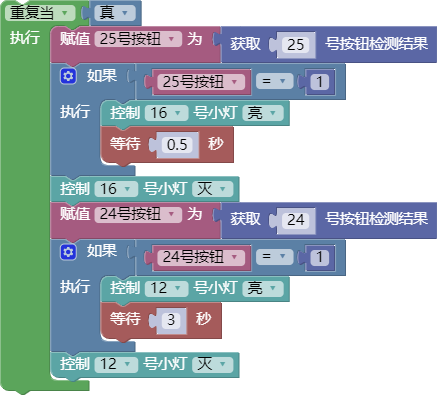 重复当 真
执行 赋值 25号按钮 为 获取 25 号按钮检测结果
如果 25号按钮 = 1
执行 控制 16 号小灯 亮
等待 0.5 秒
控制 16 号小灯 灭
赋值 24号按钮 为 获取 24 号按钮检测结果
如果 24号按钮 = 1
执行 控制 12 号小灯 亮
等待 3 秒
控制 12 号小灯 灭